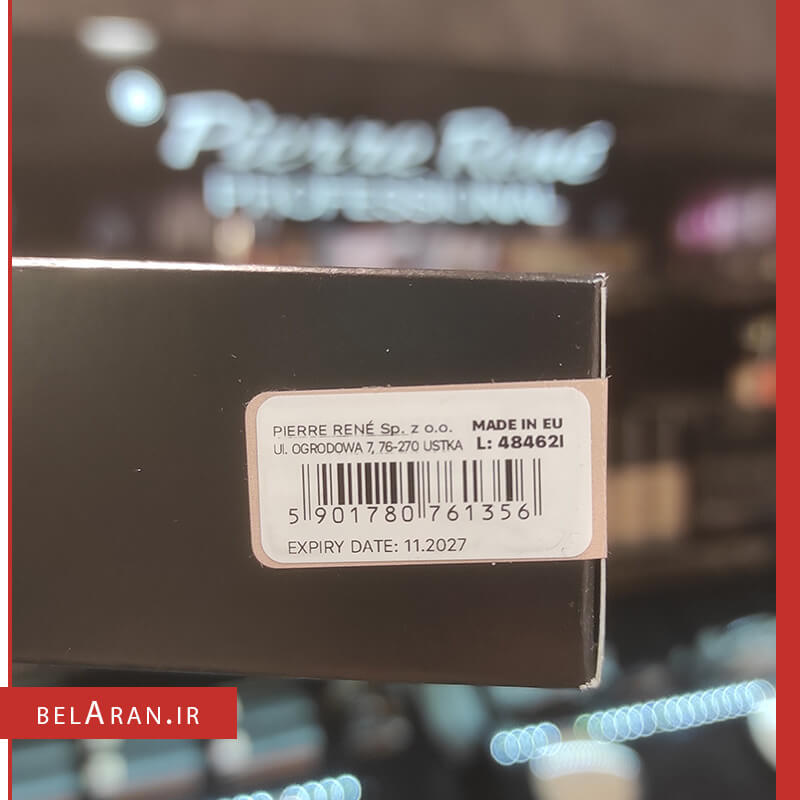 Pierre René
PROFESSIONAL
PIERRE RENÉ Sp. z o.o.
Ul. OGRODOWA 7, 76-270 USTKA
MADE IN EU
L: 48462I
5 901780 761356
EXPIRY DATE: 11.2027
BELARAN.IR